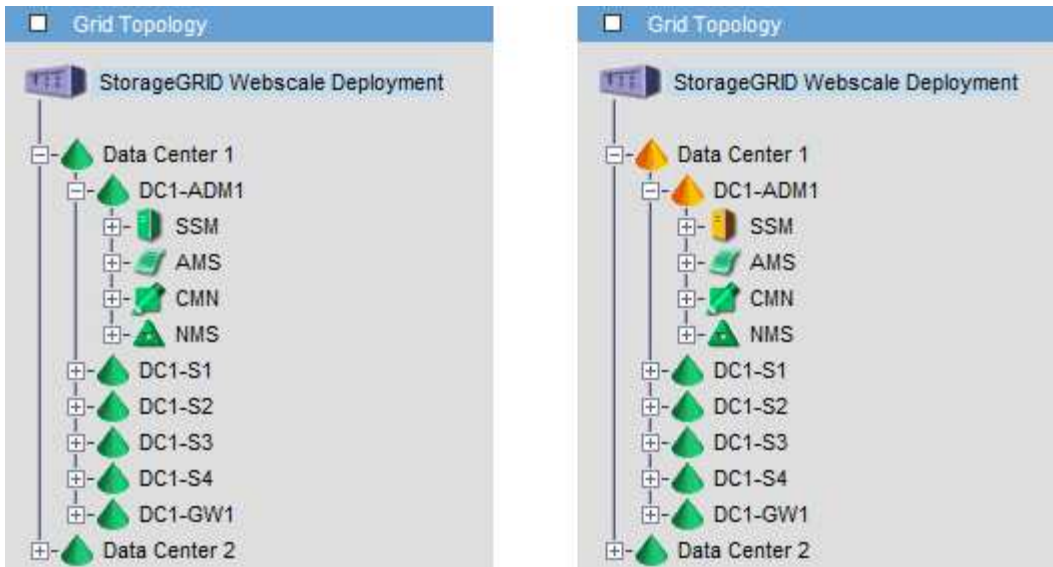 Grid Topology
StorageGRID Webscale Deployment
Data Center 1
DC1-ADM1
SSM
AMS
CMN
NMS
DC1-S1
DC1-S2
DC1-S3
DC1-S4
DC1-GW1
Data Center 2
Grid Topology
StorageGRID Webscale Deployment
Data Center 1
DC1-ADM1
SSM
AMS
CMN
NMS
DC1-S1
DC1-S2
DC1-S3
DC1-S4
DC1-GW1
Data Center 2